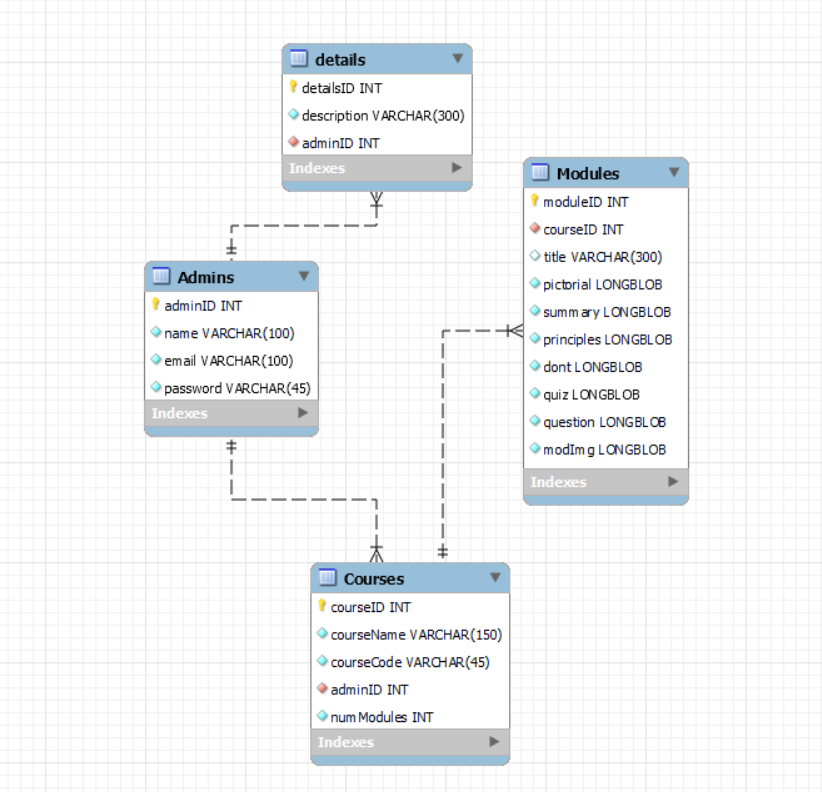 details
detailsID INT
description VARCHAR(300)
adminID INT
Indexes
Modules
moduleID INT
courseID INT
title VARCHAR(300)
pictorial LONGBLOB
summary LONGBLOB
principles LONGBLOB
dont LONGBLOB
quiz LONGBLOB
question LONGBLOB
modImg LONGBLOB
Indexes
Admins
adminID INT
name VARCHAR(100)
email VARCHAR(100)
password VARCHAR(45)
Indexes
Courses
courseID INT
courseName VARCHAR(150)
courseCode VARCHAR(45)
adminID INT
numModules INT
Indexes